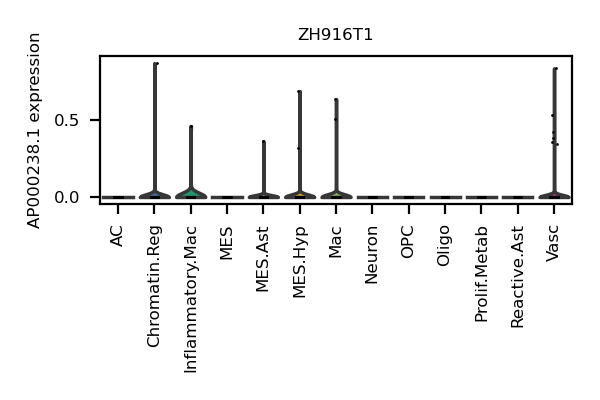 ZH916T1
AP000238.1 expression
0.5
0.0
AC
Chromatin.Reg
Inflammatory.Mac
MES
MES.Ast
MES.Hyp
Mac
Neuron
OPC
Oligo
Prolif.Metab
Reactive.Ast
Vasc